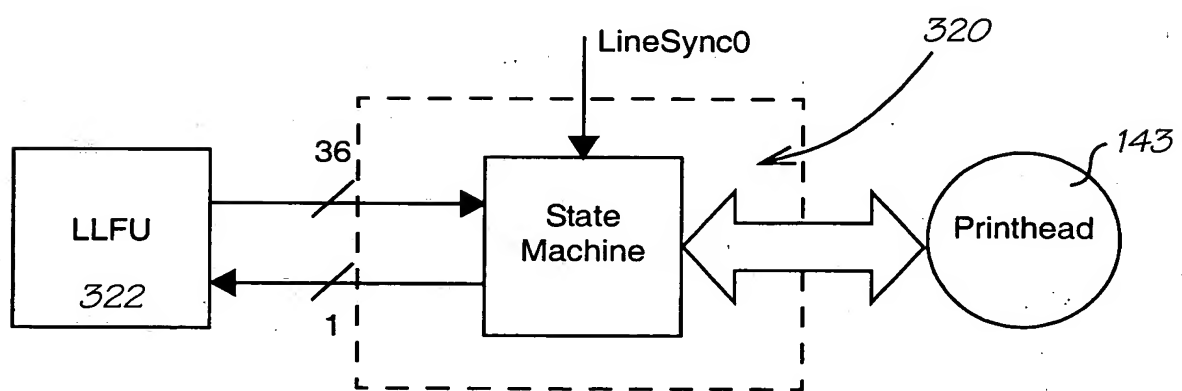 LineSync0
320
36
143
LLFU
State
Machine
Printhead
322
1